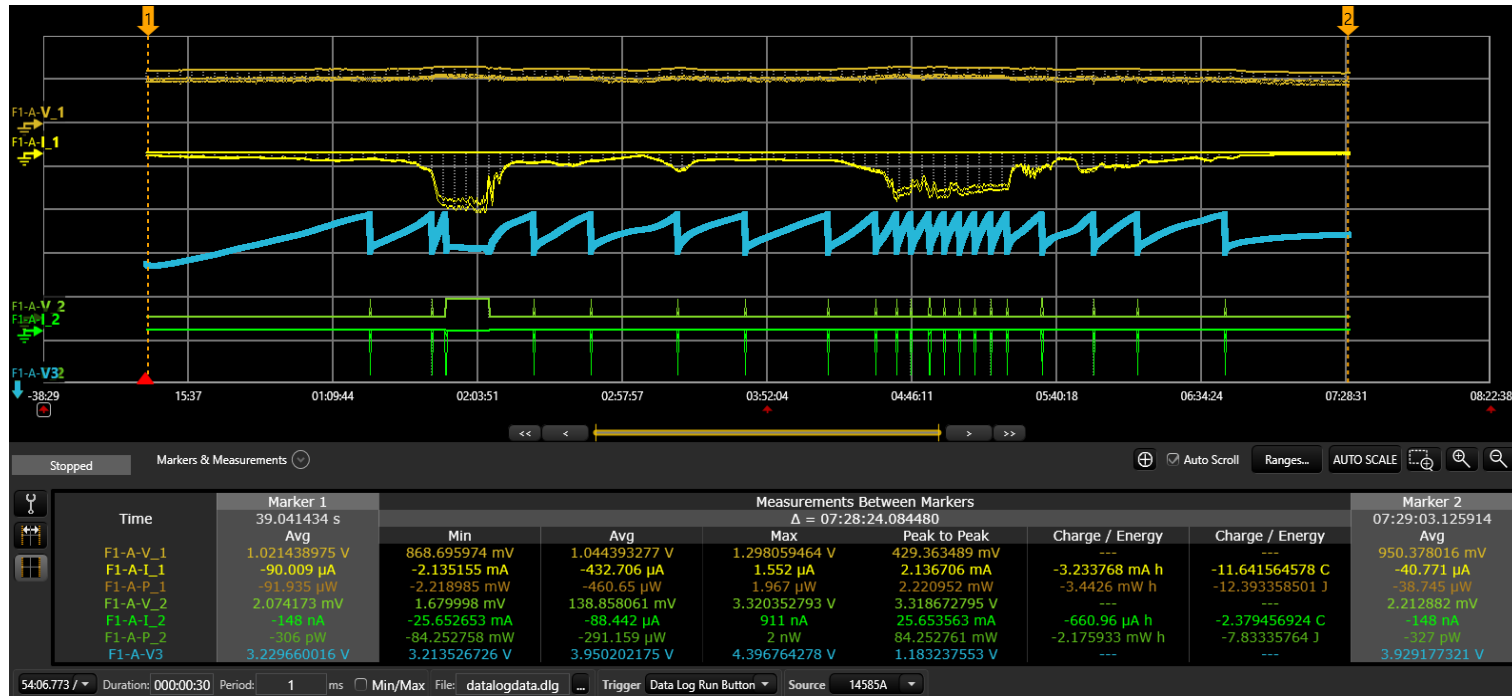 1 2
F1-A-V_1
F1-A-I_1
F1-A-V_2
F1-A-I_2
F1-A-V3
-38:29 15:37 01:09:44 02:03:51 02:57:57 03:52:04 04:46:11 05:40:18 06:34:24 07:28:31 08:22:38
<< < > >>
Stopped Markers & Measurements Auto Scroll Ranges... AUTO SCALE
Marker 1 Measurements Between Markers Marker 2
Time 39.041434 s Δ = 07:28:24.084480 07:29:03.125914
Avg Min Avg Max Peak to Peak Charge / Energy Charge / Energy Avg
F1-A-V_1 1.021438975 V 868.695974 mV 1.044393277 V 1.298059464 V 429.363489 mV --- --- 950.378016 mV
F1-A-I_1 -90.009 µA -2.135155 mA -432.706 µA 1.552 µA 2.136706 mA -3.233768 mA h -11.641564578 C -40.771 µA
F1-A-P_1 -91.935 µW -2.218985 mW -460.65 µW 1.967 µW 2.220952 mW -3.4426 mW h -12.393358501 J -38.745 µW
F1-A-V_2 2.074173 mV 1.679998 mV 138.858061 mV 3.320352793 V 3.318672795 V --- --- 2.212882 mV
F1-A-I_2 -148 nA -25.652653 mA -88.442 µA 911 nA 25.653563 mA -660.96 µA h -2.379456924 C -148 nA
F1-A-P_2 -306 pW -84.252758 mW -291.159 µW 2 nW 84.252761 mW -2.175933 mW h -7.83335764 J -327 pW
F1-A-V3 3.229660016 V 3.213526726 V 3.950202175 V 4.396764278 V 1.183237553 V --- --- 3.929177321 V
54:06.773 / Duration: 000:00:30 Period: 1 ms Min/Max File: datalogdata.dlg ... Trigger Data Log Run Button Source 14585A